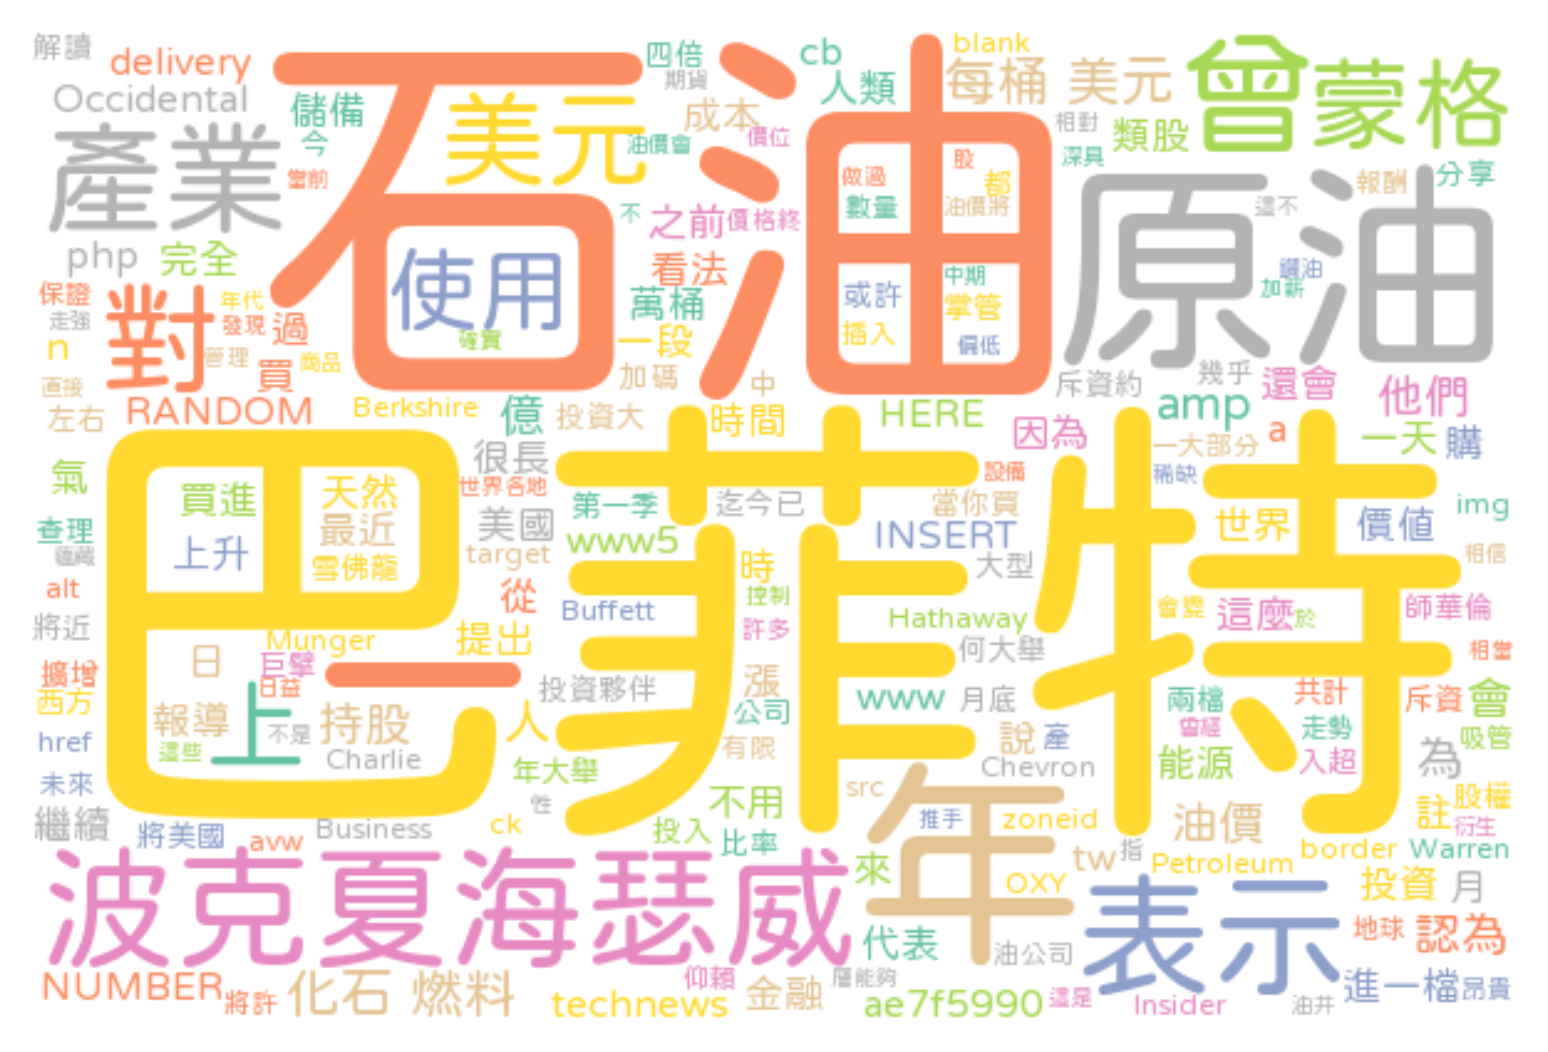 解讀 delivery 石油 四倍 cb blank 曾蒙格
Occidental 儲備 美元 期貨 成本 人類 每桶 美元
產業 今 油價會 價位 相對 類股
當前 做過 股 都 深具 原油 報酬 分享
php 完全 使用 不 之前 價格終 數量 油價將 這不
保證 對 年代 看法 或許 中期 鑽油
走強 發現 過 確實 萬桶 插入 掌管 加薪
n 管理 買 商品 一段 偏低
直接 加碼 中 斥資約 幾乎 還會 他們
左右 RANDOM Berkshire 億 投資大 時間 HERE 因為 amp 一大部分 a 一天 購
氣 巴菲特 很長 世界各地 設備 稀缺
買進 天然 第一季 迄今已 當你買 img
查理 上升 最近 美國 www5 INSERT 世界 價值
蘊藏 雪佛龍 target 時 大型 相信
alt 從 Buffett 控制 Hathaway 會變 這麼 於 師華倫
將近 Munger 提出 許多 何大舉 相當
擴增 日 巨擘 一 日益 投資夥伴 漲 www 月底 兩檔 共計 斥資 會
西方 報導 上 持股 人 公司 曾經 走勢 吸管
href 這些 不是 Charlie 年大舉 有限 說 產 Chevron 能源 入超 為
未來 性 不用 src 年 推手 zoneid 油價 註 股權
繼續 將美國 avw Business ck 投入 比率 衍生
波克夏海瑟威 來 OXY tw 指 Petroleum border Warren
代表 油公司 表示 投資 月
地球 認為
NUMBER 將許 化石 燃料 technews 仰賴 金融 層能夠 ae7f5990 這是 Insider 油井 進一檔 昂貴